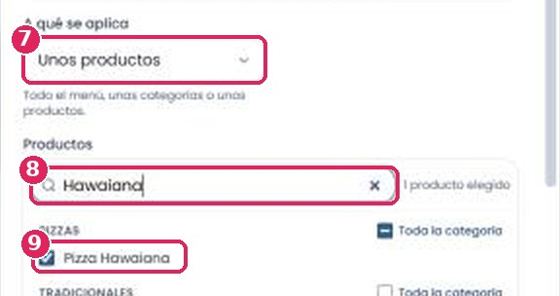 A qué se aplica
7
Unos productos
Todo el menú, unas categorías o unos
productos.
Productos
8
Hawaiana
1 producto elegido
PIZZAS
Toda la categoría
9
Pizza Hawaiana
TRADICIONALES
Toda la categoría